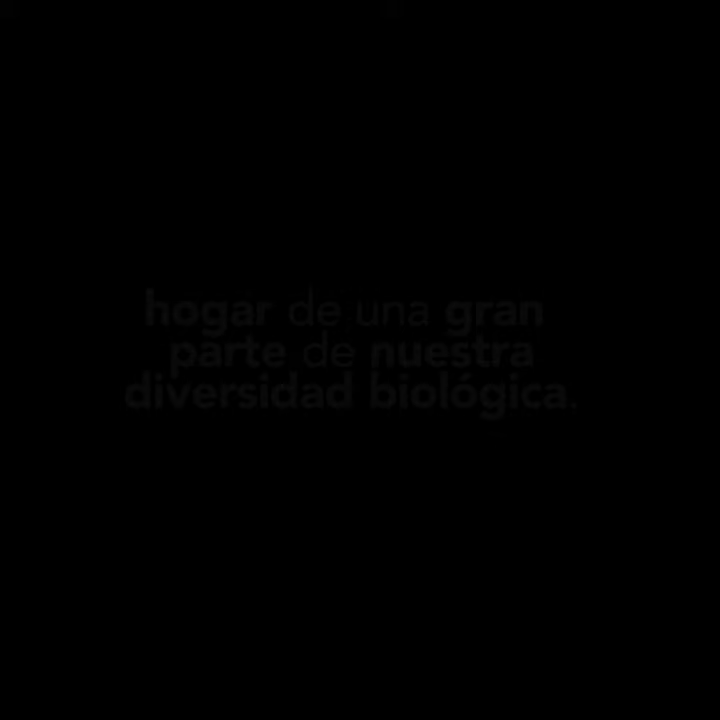 hogar de una gran
parte de nuestra
diversidad biológica.